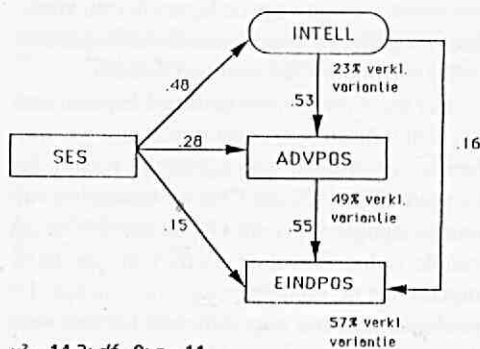 INTELL
23% verkl.
variantie
.48
.53
.16
SES
.28
ADVPOS
49% verkl.
variantie
.15
.55
EINDPOS
57% verkl.
variantie